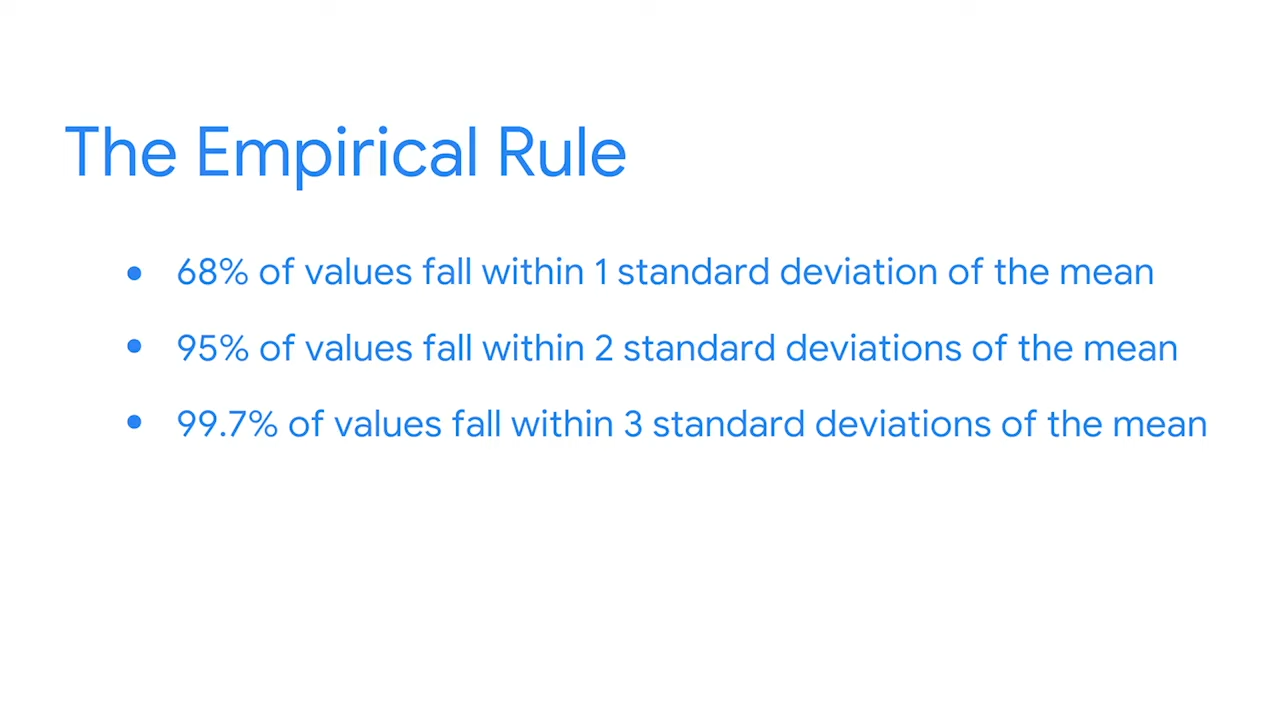 The Empirical Rule
• 68% of values fall within 1 standard deviation of the mean
• 95% of values fall within 2 standard deviations of the mean
• 99.7% of values fall within 3 standard deviations of the mean